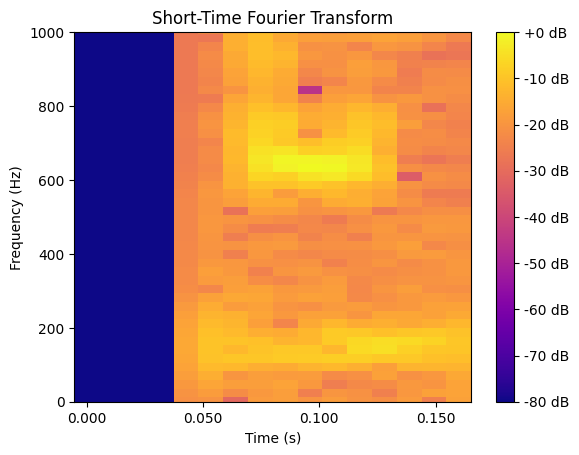 Short-Time Fourier Transform
Frequency (Hz)
1000
800
600
400
200
0
0.000
0.050
0.100
0.150
Time (s)
+0 dB
-10 dB
-20 dB
-30 dB
-40 dB
-50 dB
-60 dB
-70 dB
-80 dB